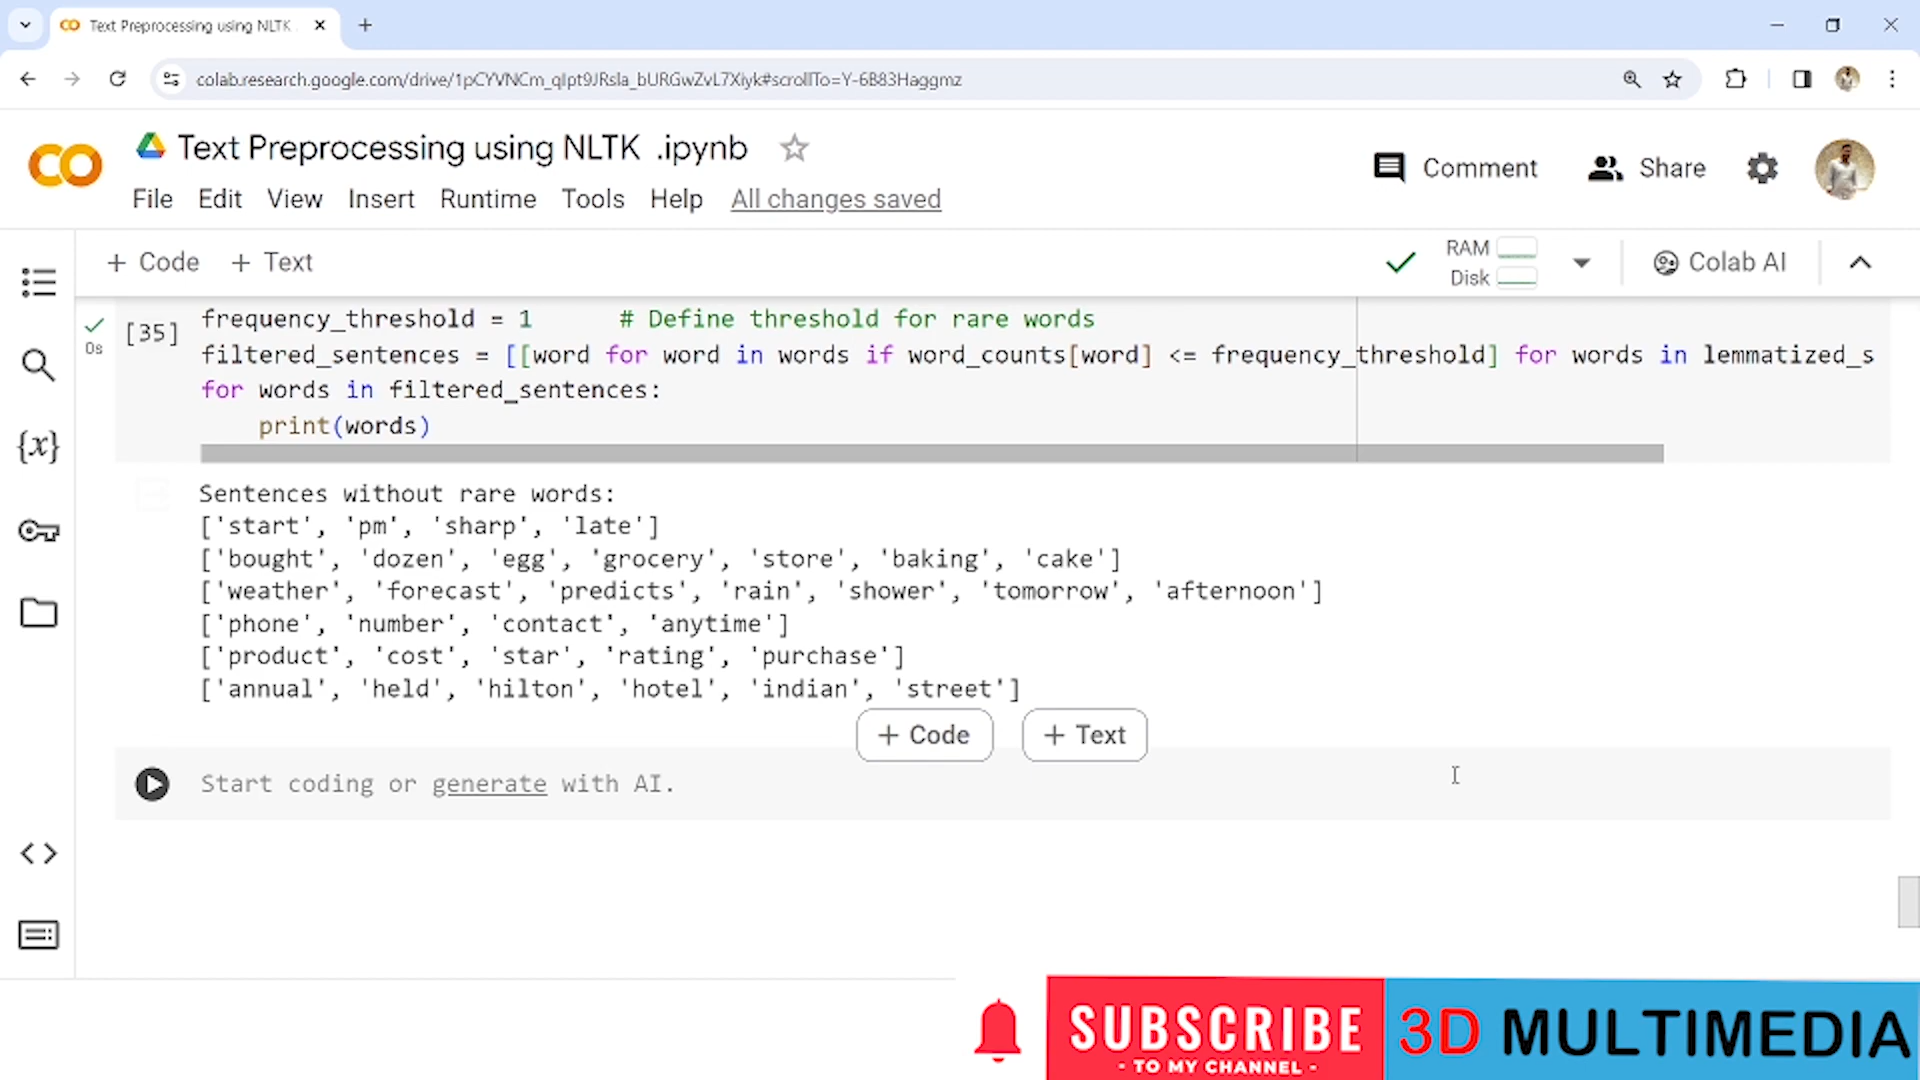 Text Preprocessing using NLTK
colab.research.google.com/drive/1pCYVNCm_qIpt9JRsla_bURGwZvL7Xiyk#scrollTo=Y-6B83Haggmz
Text Preprocessing using NLTK .ipynb
Comment
Share
File Edit View Insert Runtime Tools Help All changes saved
+ Code + Text
RAM
Disk
Colab AI
[35]
0s
frequency_threshold = 1 # Define threshold for rare words
filtered_sentences = [[word for word in words if word_counts[word] <= frequency_threshold] for words in lemmatized_s
for words in filtered_sentences:
print(words)
Sentences without rare words:
['start', 'pm', 'sharp', 'late']
['bought', 'dozen', 'egg', 'grocery', 'store', 'baking', 'cake']
['weather', 'forecast', 'predicts', 'rain', 'shower', 'tomorrow', 'afternoon']
['phone', 'number', 'contact', 'anytime']
['product', 'cost', 'star', 'rating', 'purchase']
['annual', 'held', 'hilton', 'hotel', 'indian', 'street']
+ Code + Text
Start coding or generate with AI.
SUBSCRIBE
- TO MY CHANNEL -
3D MULTIMEDIA